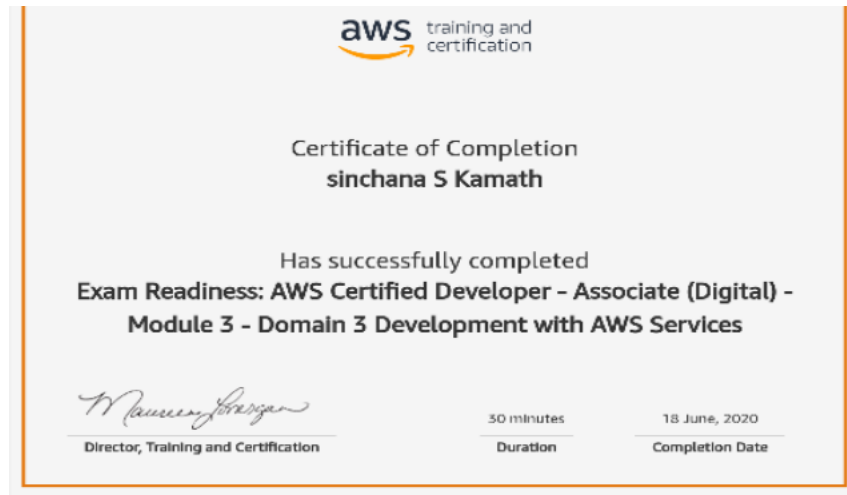 aws training and
certification
Certificate of Completion
sinchana S Kamath
Has successfully completed
Exam Readiness: AWS Certified Developer - Associate (Digital) -
Module 3 - Domain 3 Development with AWS Services
Maureen Lonergan
30 minutes
18 June, 2020
Director, Training and Certification
Duration
Completion Date